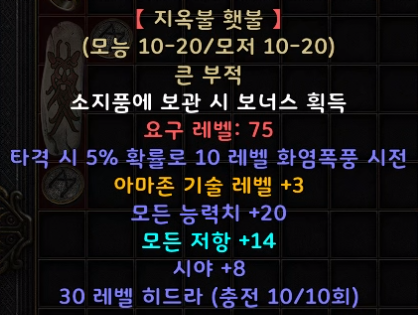 【 지옥불 횃불 】
(모능 10-20/모저 10-20)
큰 부적
소지품에 보관 시 보너스 획득
요구 레벨: 75
타격 시 5% 확률로 10 레벨 화염폭풍 시전
아마존 기술 레벨 +3
모든 능력치 +20
모든 저항 +14
시야 +8
30 레벨 히드라 (충전 10/10회)